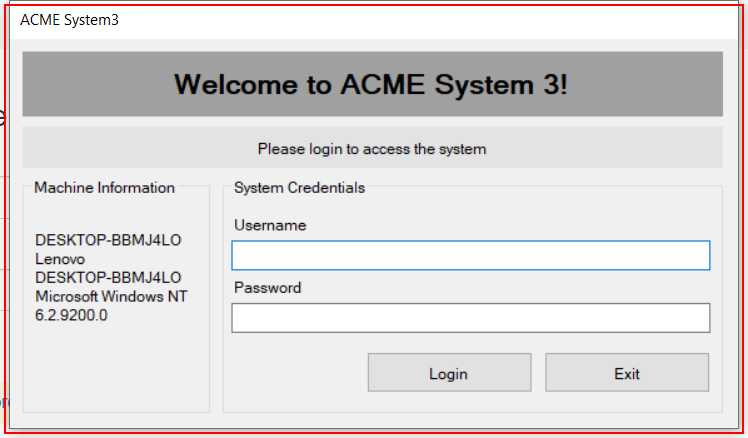 ACME System3
Welcome to ACME System 3!
Please login to access the system
Machine Information
DESKTOP-BBMJ4LO
Lenovo
DESKTOP-BBMJ4LO
Microsoft Windows NT
6.2.9200.0
System Credentials
Username
Password
Login
Exit